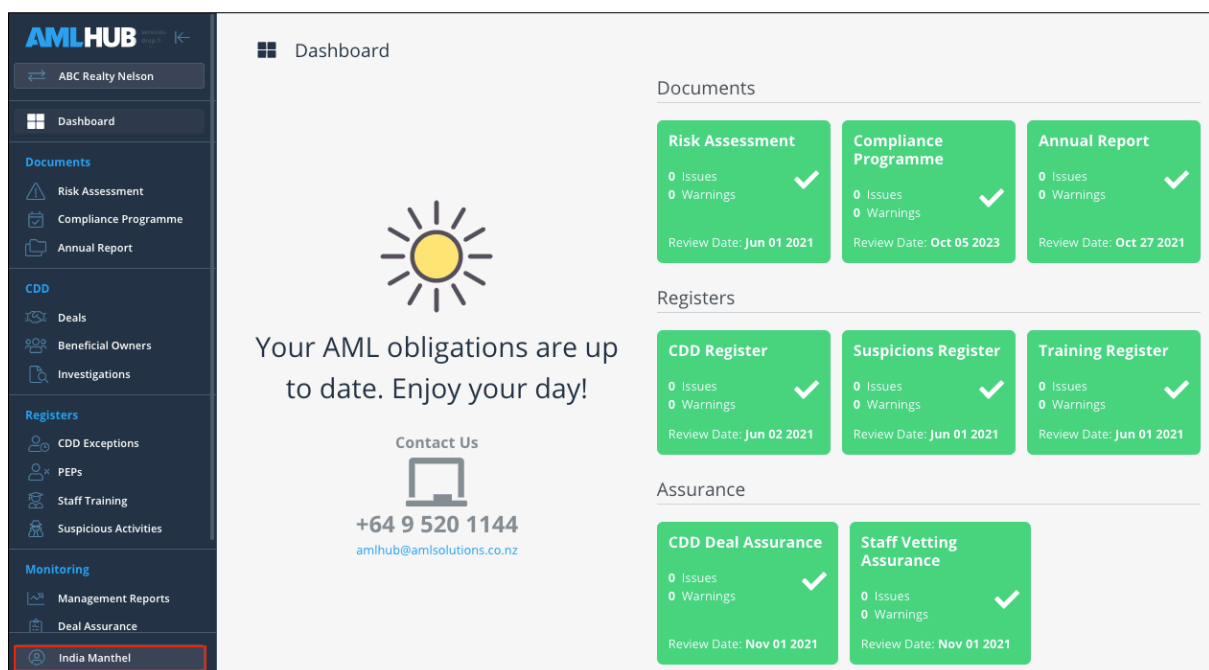 AMLHUB
ABC Realty Nelson
Dashboard
Documents
Risk Assessment
Compliance Programme
Annual Report
CDD
Deals
Beneficial Owners
Investigations
Registers
CDD Exceptions
PEPs
Staff Training
Suspicious Activities
Monitoring
Management Reports
Deal Assurance
India Manthel
Dashboard
Your AML obligations are up
to date. Enjoy your day!
Contact Us
+64 9 520 1144
amlhub@amlsolutions.co.nz
Documents
Risk Assessment
0 Issues
0 Warnings
Review Date: Jun 01 2021
Compliance
Programme
0 Issues
0 Warnings
Review Date: Oct 05 2023
Annual Report
0 Issues
0 Warnings
Review Date: Oct 27 2021
Registers
CDD Register
0 Issues
0 Warnings
Review Date: Jun 02 2021
Suspicions Register
0 Issues
0 Warnings
Review Date: Jun 01 2021
Training Register
0 Issues
0 Warnings
Review Date: Jun 01 2021
Assurance
CDD Deal Assurance
0 Issues
0 Warnings
Review Date: Nov 01 2021
Staff Vetting
Assurance
0 Issues
0 Warnings
Review Date: Nov 01 2021